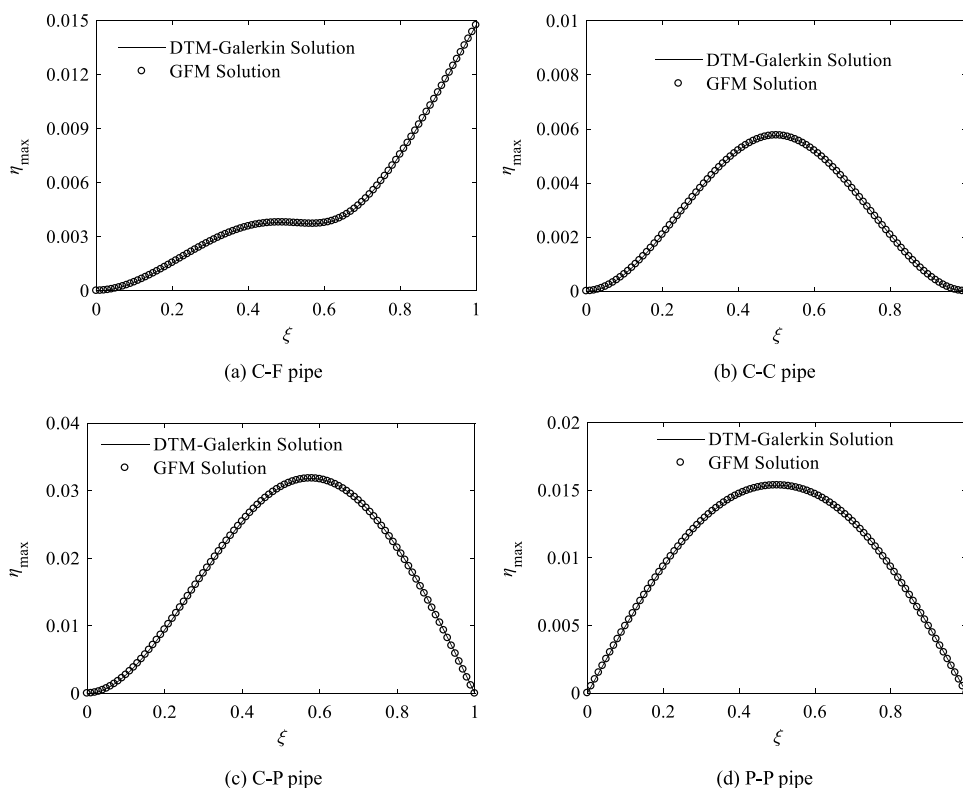 0.015
0.012
0.009
0.006
0.003
0
η_max
DTM-Galerkin Solution
GFM Solution
0 0.2 0.4 0.6 0.8 1
ξ
(a) C-F pipe
0.01
0.008
0.006
0.004
0.002
0
η_max
DTM-Galerkin Solution
GFM Solution
0 0.2 0.4 0.6 0.8
ξ
(b) C-C pipe
0.04
0.03
0.02
0.01
0
η_max
DTM-Galerkin Solution
GFM Solution
0 0.2 0.4 0.6 0.8 1
ξ
(c) C-P pipe
0.02
0.015
0.01
0.005
0
η_max
DTM-Galerkin Solution
GFM Solution
0 0.2 0.4 0.6 0.8
ξ
(d) P-P pipe